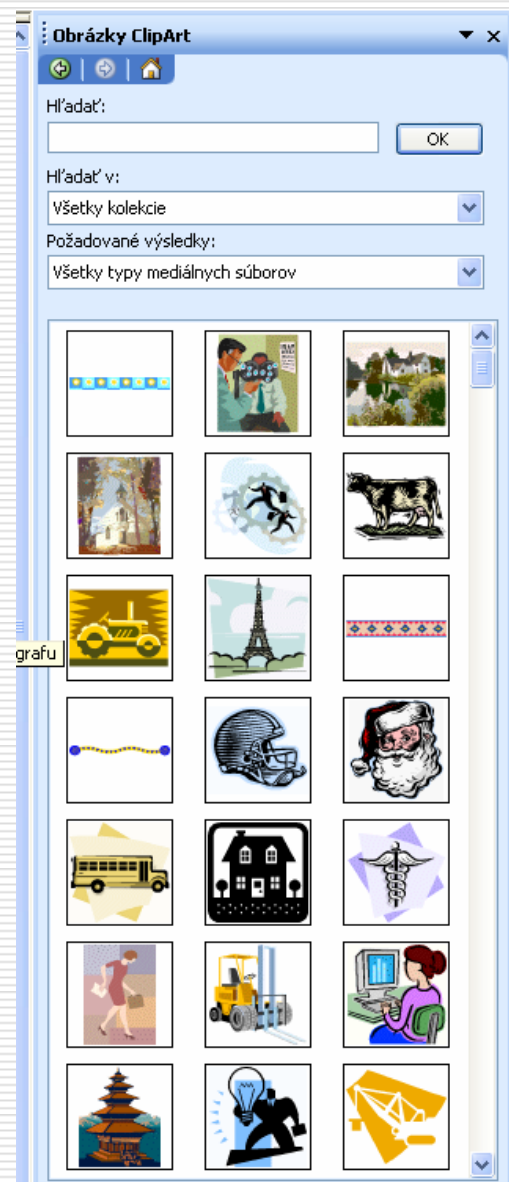 Obrázky ClipArt
Hľadať:
OK
Hľadať v:
Všetky kolekcie
Požadované výsledky:
Všetky typy mediálnych súborov
grafu